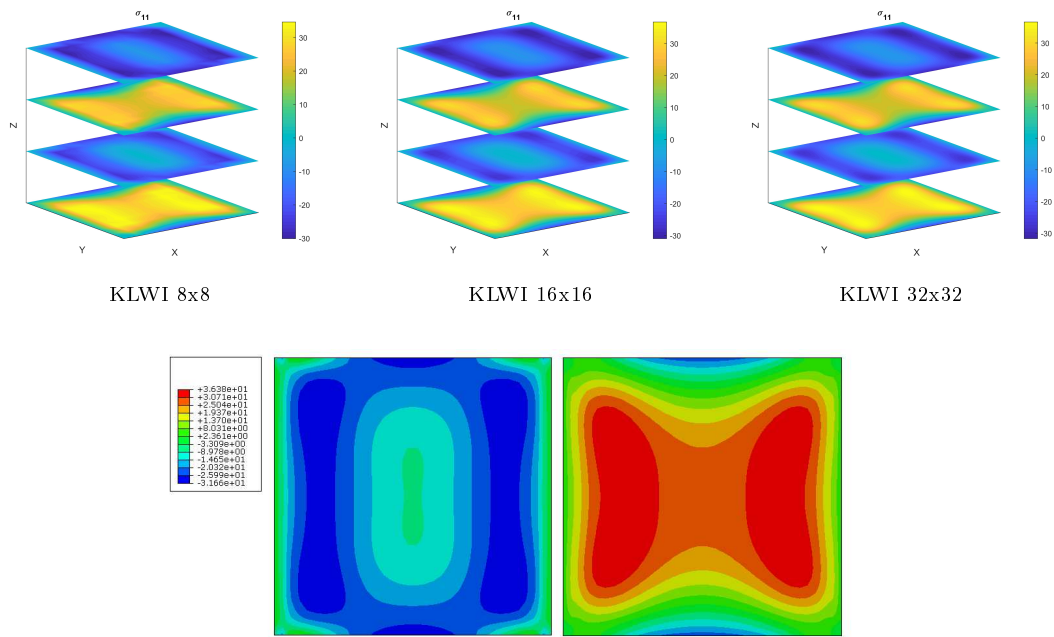 σ11
30
20
10
0
-10
-20
-30
Z
Y
X
KLWI 8x8
σ11
30
20
10
0
-10
-20
-30
Z
Y
X
KLWI 16x16
σ11
30
20
10
0
-10
-20
-30
Z
Y
X
KLWI 32x32
+3.638e+01
+3.071e+01
+2.504e+01
+1.937e+01
+1.370e+01
+8.031e+00
+2.361e+00
-3.309e+00
-8.978e+00
-1.465e+01
-2.032e+01
-2.599e+01
-3.166e+01